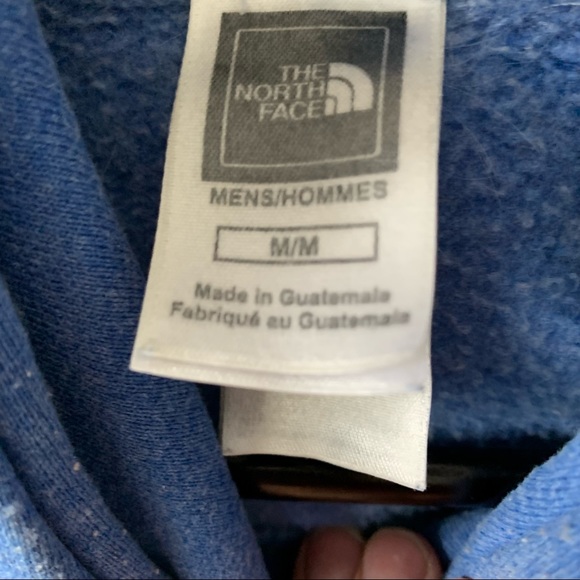 THE
NORTH
FACE
MENS/HOMMES
M/M
Made in Guatemala
Fabriqué au Guatemala